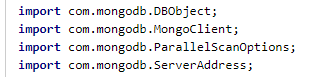 import com.mongodb.DBObject;
import com.mongodb.MongoClient;
import com.mongodb.ParallelScanOptions;
import com.mongodb.ServerAddress;